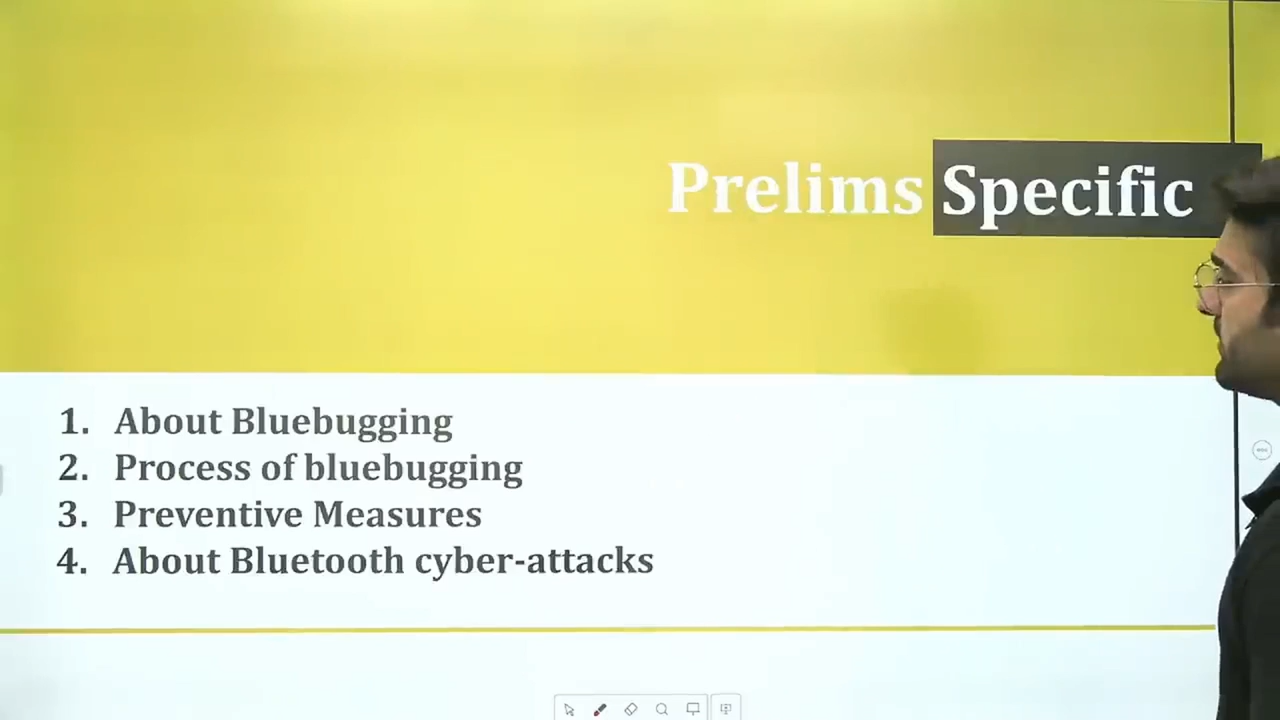 Prelims Specific
1. About Bluebugging
2. Process of bluebugging
3. Preventive Measures
4. About Bluetooth cyber-attacks